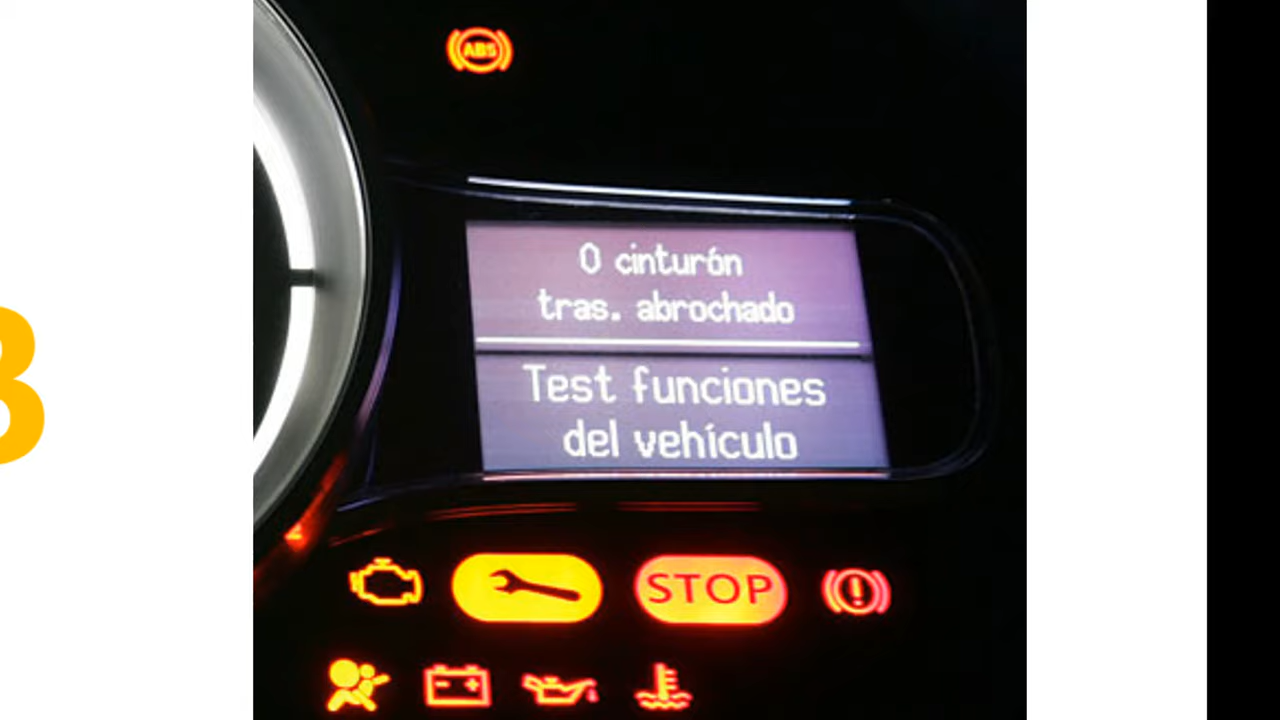 ABS
0 cinturón
tras. abrochado
Test funciones
del vehículo
STOP